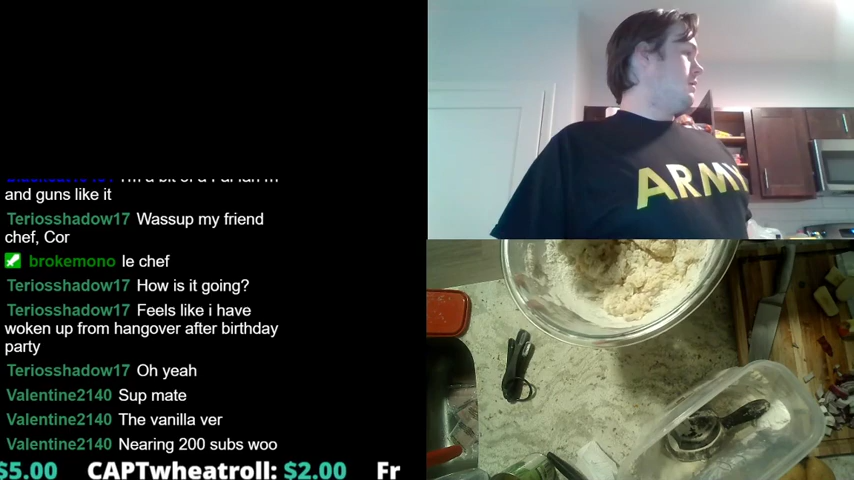 and guns like it
Teriosshadow17 Wassup my friend
chef, Cor
brokemono le chef
Teriosshadow17 How is it going?
Teriosshadow17 Feels like i have
woken up from hangover after birthday
party
Teriosshadow17 Oh yeah
Valentine2140 Sup mate
Valentine2140 The vanilla ver
Valentine2140 Nearing 200 subs woo
$5.00 CAPTwheatroll: $2.00 Fr
ARMY